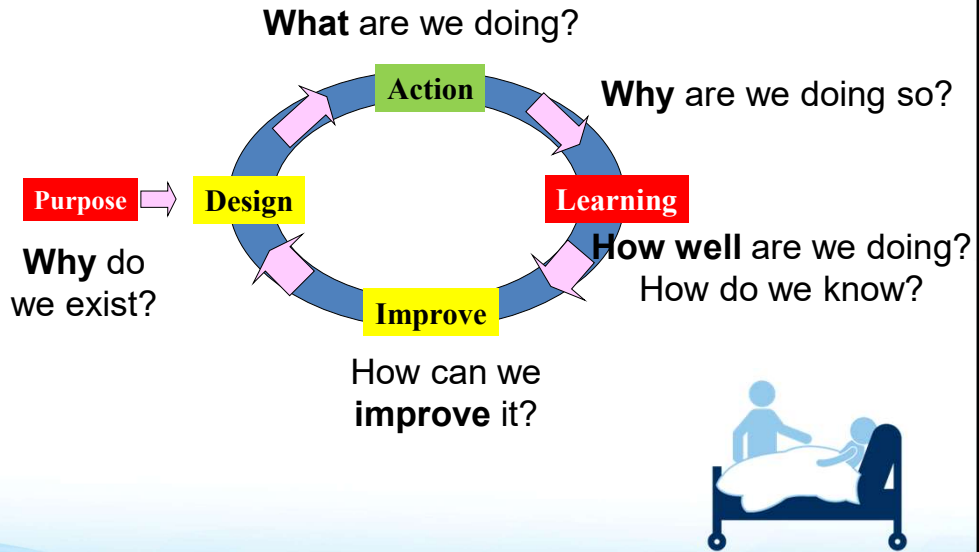 What are we doing?
Action
Why are we doing so?
Purpose
Design
Learning
Why do
we exist?
How well are we doing?
How do we know?
Improve
How can we
improve it?